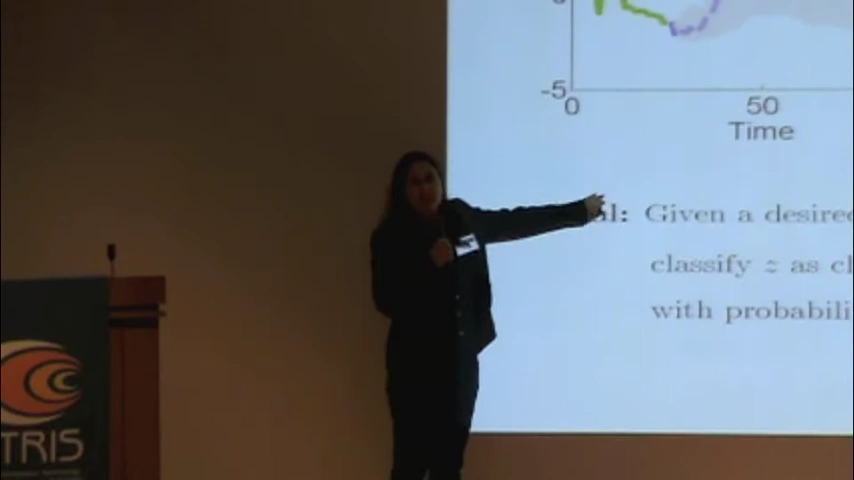 -5
0
50
Time
l: Given a desired
classify z as cl
with probabili
TRIS